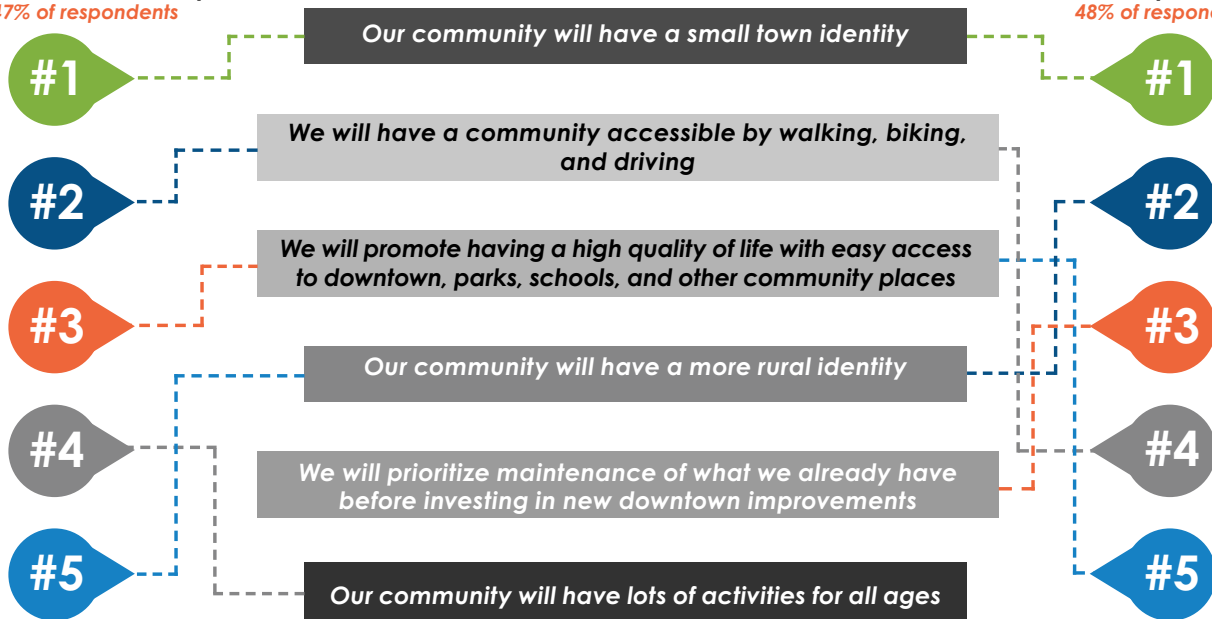 47% of respondents
48% of respon
Our community will have a small town identity
#1
#1
We will have a community accessible by walking, biking,
and driving
#2
#2
We will promote having a high quality of life with easy access
to downtown, parks, schools, and other community places
#3
#3
Our community will have a more rural identity
#4
#4
We will prioritize maintenance of what we already have
before investing in new downtown improvements
#5
#5
Our community will have lots of activities for all ages